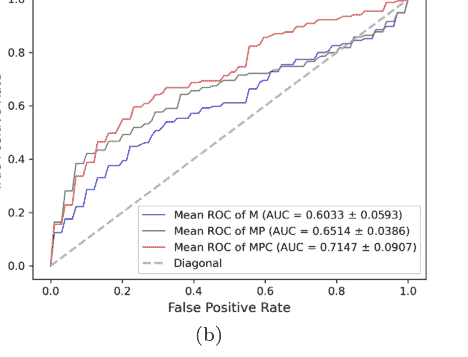 1.0
0.8
0.6
0.4
0.2
0.0
Mean ROC of M (AUC = 0.6033 ± 0.0593)
Mean ROC of MP (AUC = 0.6514 ± 0.0386)
Mean ROC of MPC (AUC = 0.7147 ± 0.0907)
Diagonal
0.0 0.2 0.4 0.6 0.8 1.0
False Positive Rate
(b)